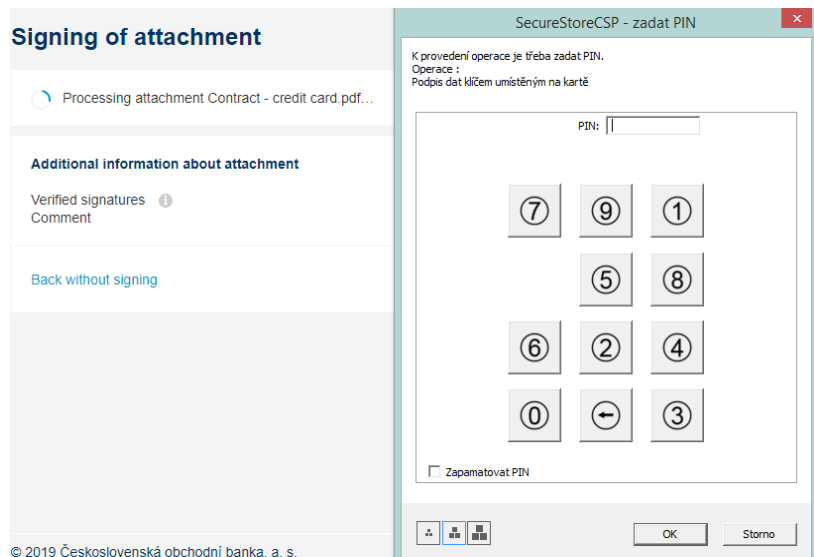 Signing of attachment
Processing attachment Contract - credit card.pdf...
Additional information about attachment
Verified signatures
Comment
Back without signing
© 2019 Československá obchodní banka, a. s.
SecureStoreCSP - zadat PIN
K provedení operace je třeba zadat PIN.
Operace :
Podpis dat klíčem umístěným na kartě
PIN:
7 9 1
5 8
6 2 4
0 ← 3
Zapamatovat PIN
OK Storno